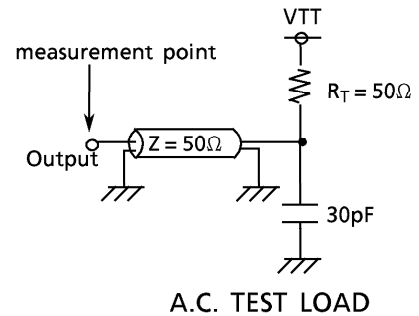 VTT
measurement point
R_T = 50Ω
Z = 50Ω
Output
30pF
A.C. TEST LOAD